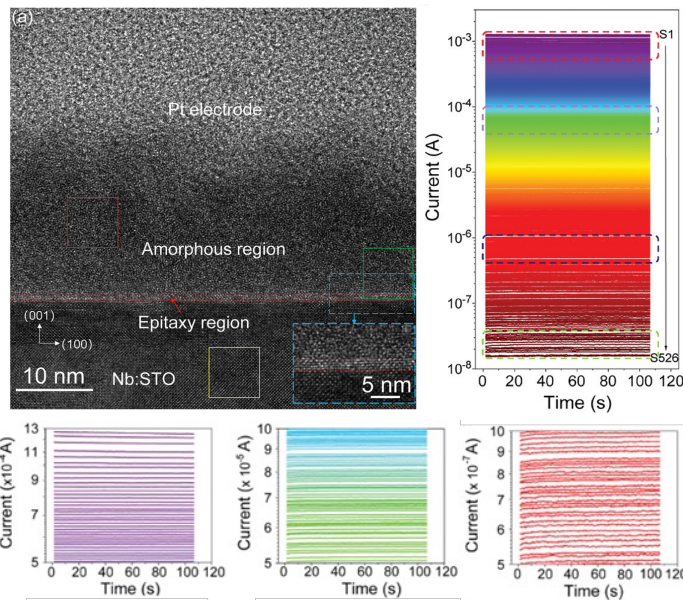 (a)
Pt electrode
Amorphous region
Epitaxy region
(001)
(100)
10 nm
Nb:STO
5 nm
Current (A)
10⁻³
10⁻⁴
10⁻⁵
10⁻⁶
10⁻⁷
10⁻⁸
S1
S526
0 20 40 60 80 100 120
Time (s)
Current (x10⁻⁴A)
13
11
9
7
5
0 20 40 60 80 100 120
Time (s)
Current (x 10⁻⁵ A)
10
9
8
7
6
5
0 20 40 60 80 100 120
Time (s)
Current (x 10⁻⁷ A)
10
9
8
7
6
5
0 20 40 60 80 100 120
Time (s)